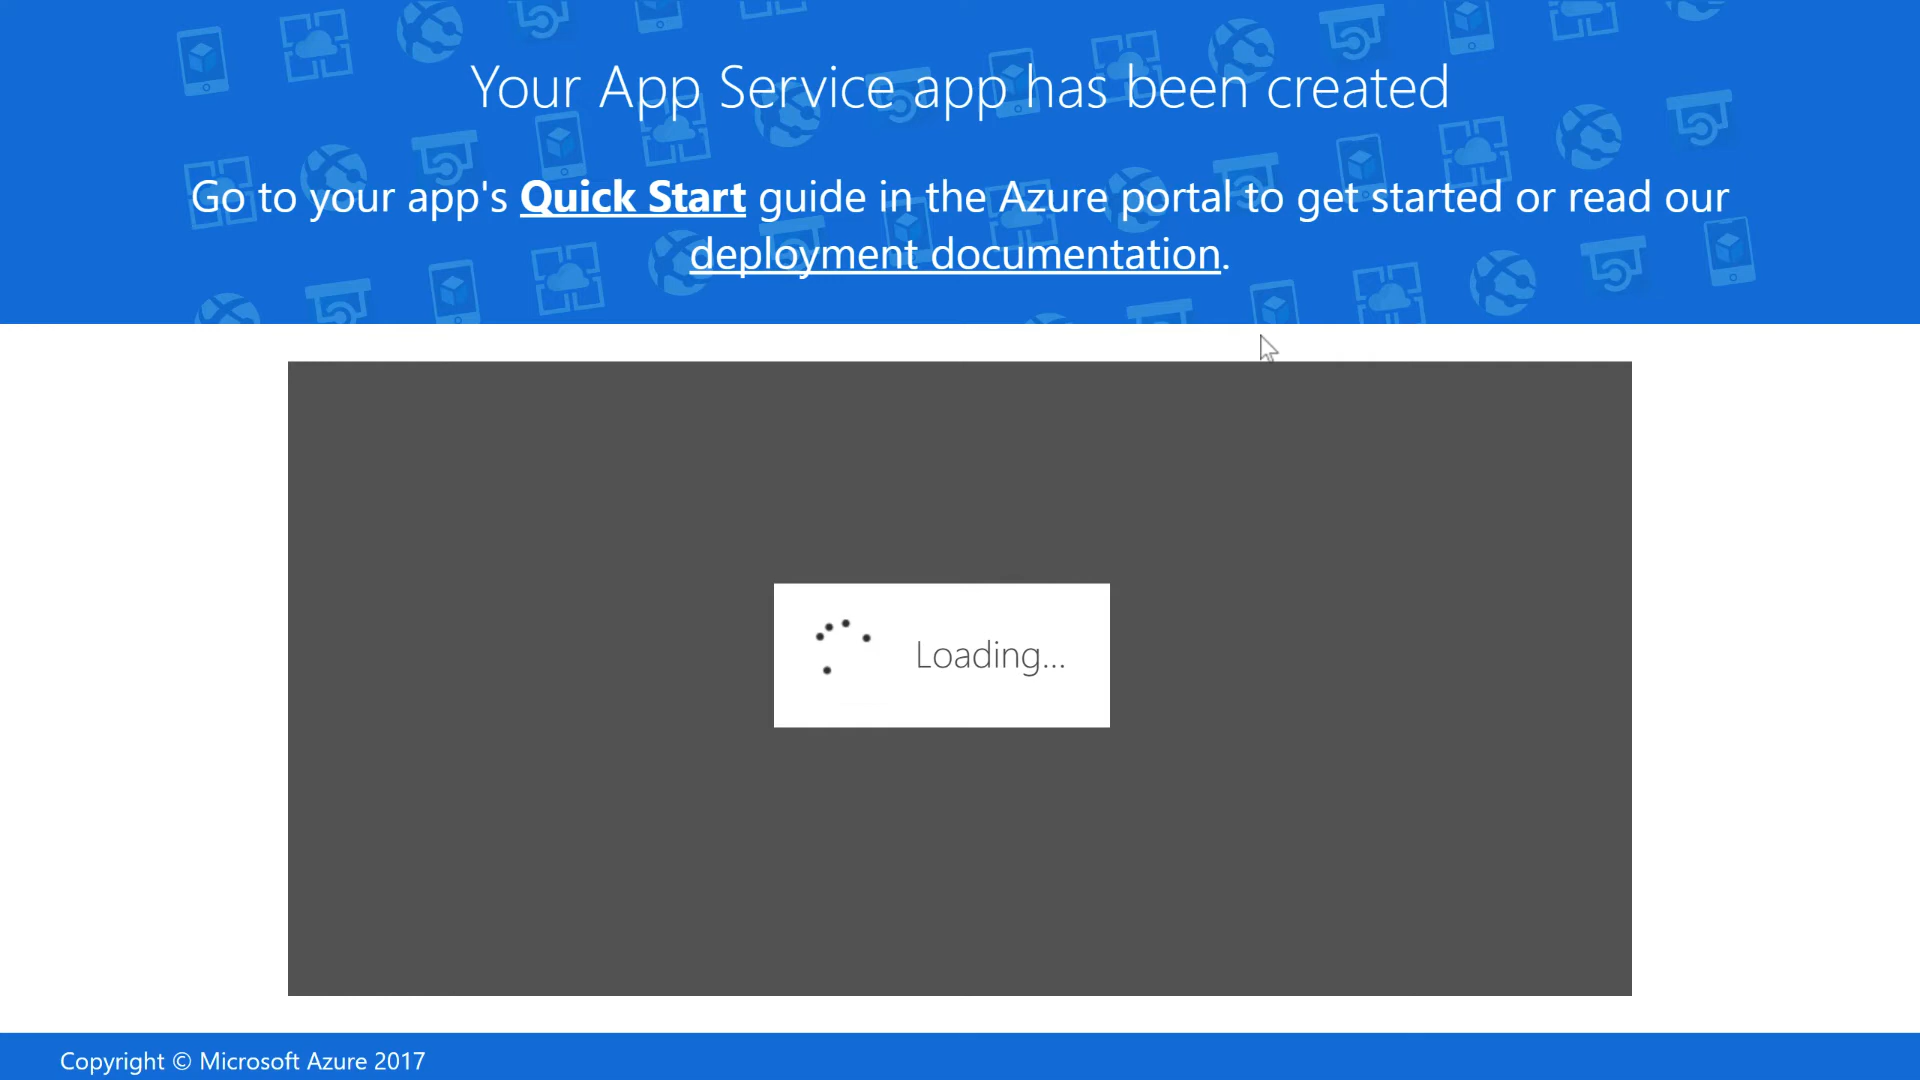 Your App Service app has been created
Go to your app's Quick Start guide in the Azure portal to get started or read our
deployment documentation.
Loading...
Copyright © Microsoft Azure 2017